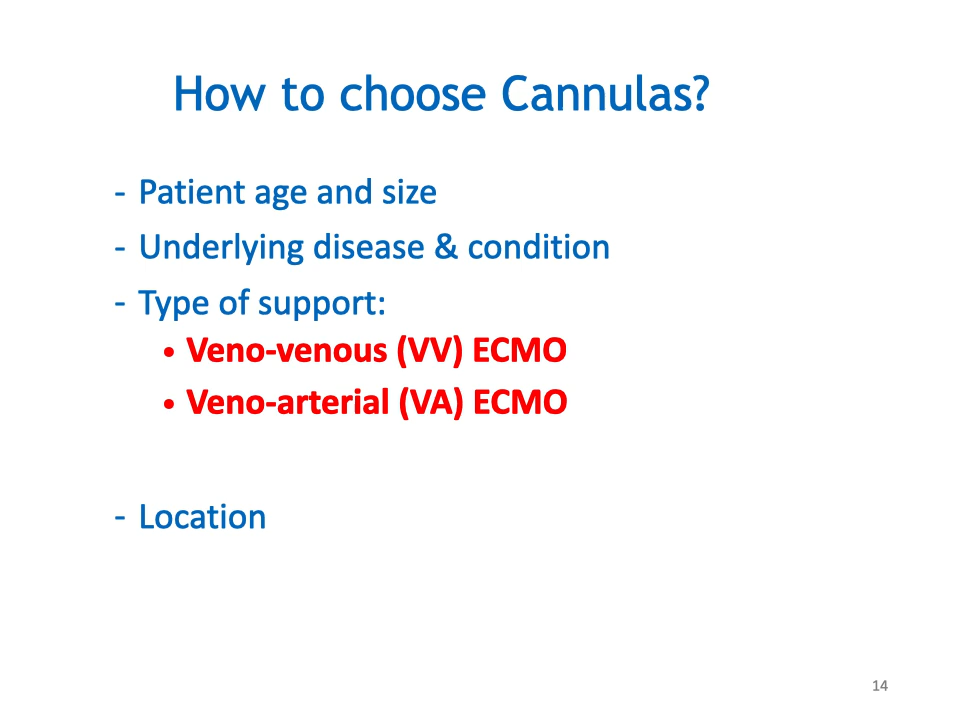 How to choose Cannulas?
- Patient age and size
- Underlying disease & condition
- Type of support:
• Veno-venous (VV) ECMO
• Veno-arterial (VA) ECMO
- Location
14